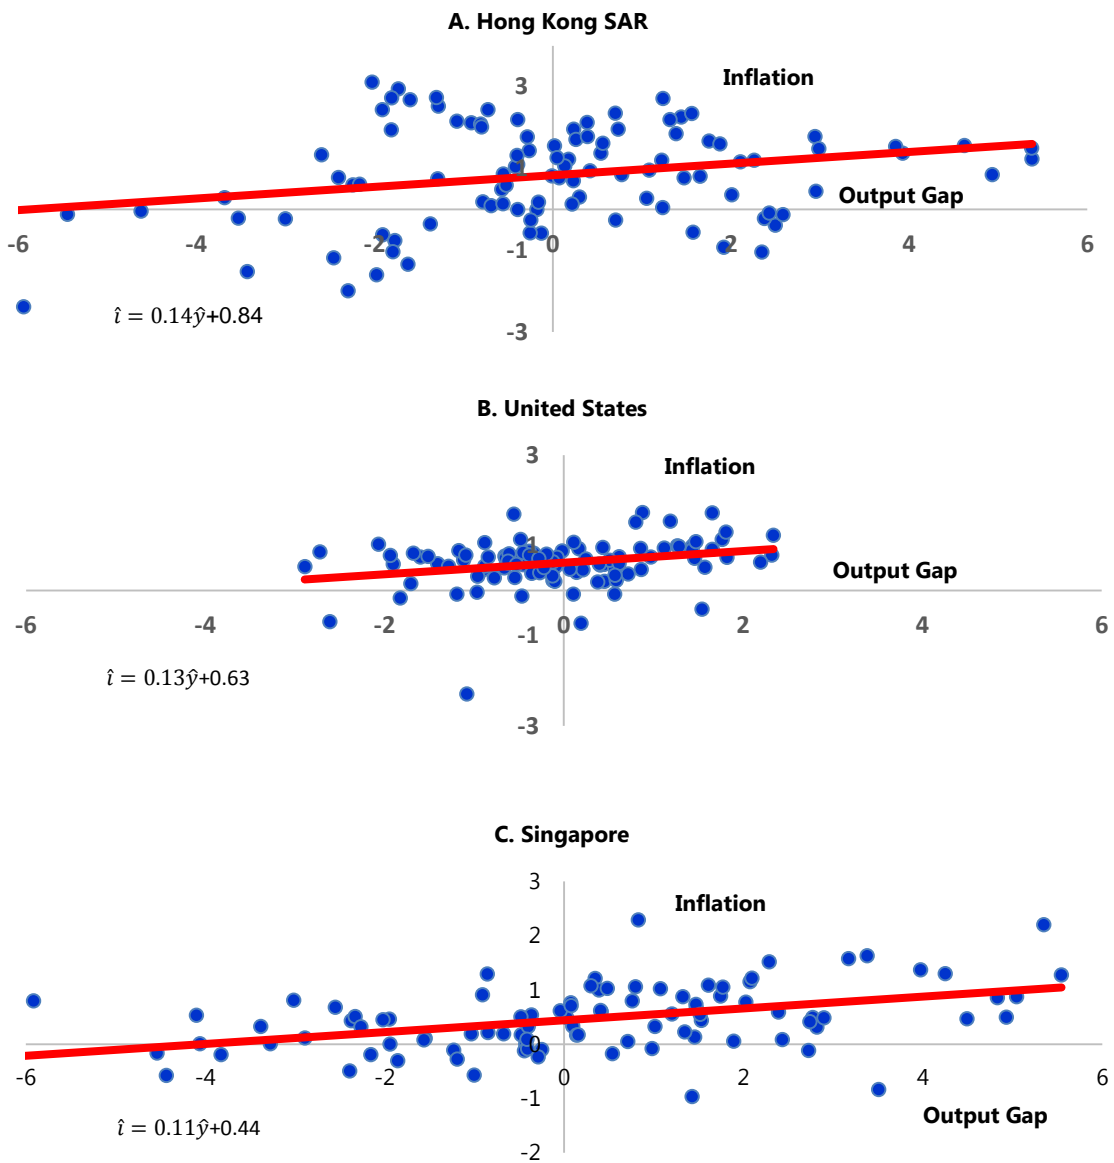 A. Hong Kong SAR
3
Inflation
1
Output Gap
-6 -4 -2 0 2 4 6
-1
-3
𝑖̂ = 0.14𝑦̂+0.84
B. United States
3
Inflation
1
Output Gap
-6 -4 -2 0 2 4 6
-1
𝑖̂ = 0.13𝑦̂+0.63
-3
C. Singapore
3
Inflation
2
1
0
-6 -4 -2 0 2 4 6
-1
Output Gap
𝑖̂ = 0.11𝑦̂+0.44
-2